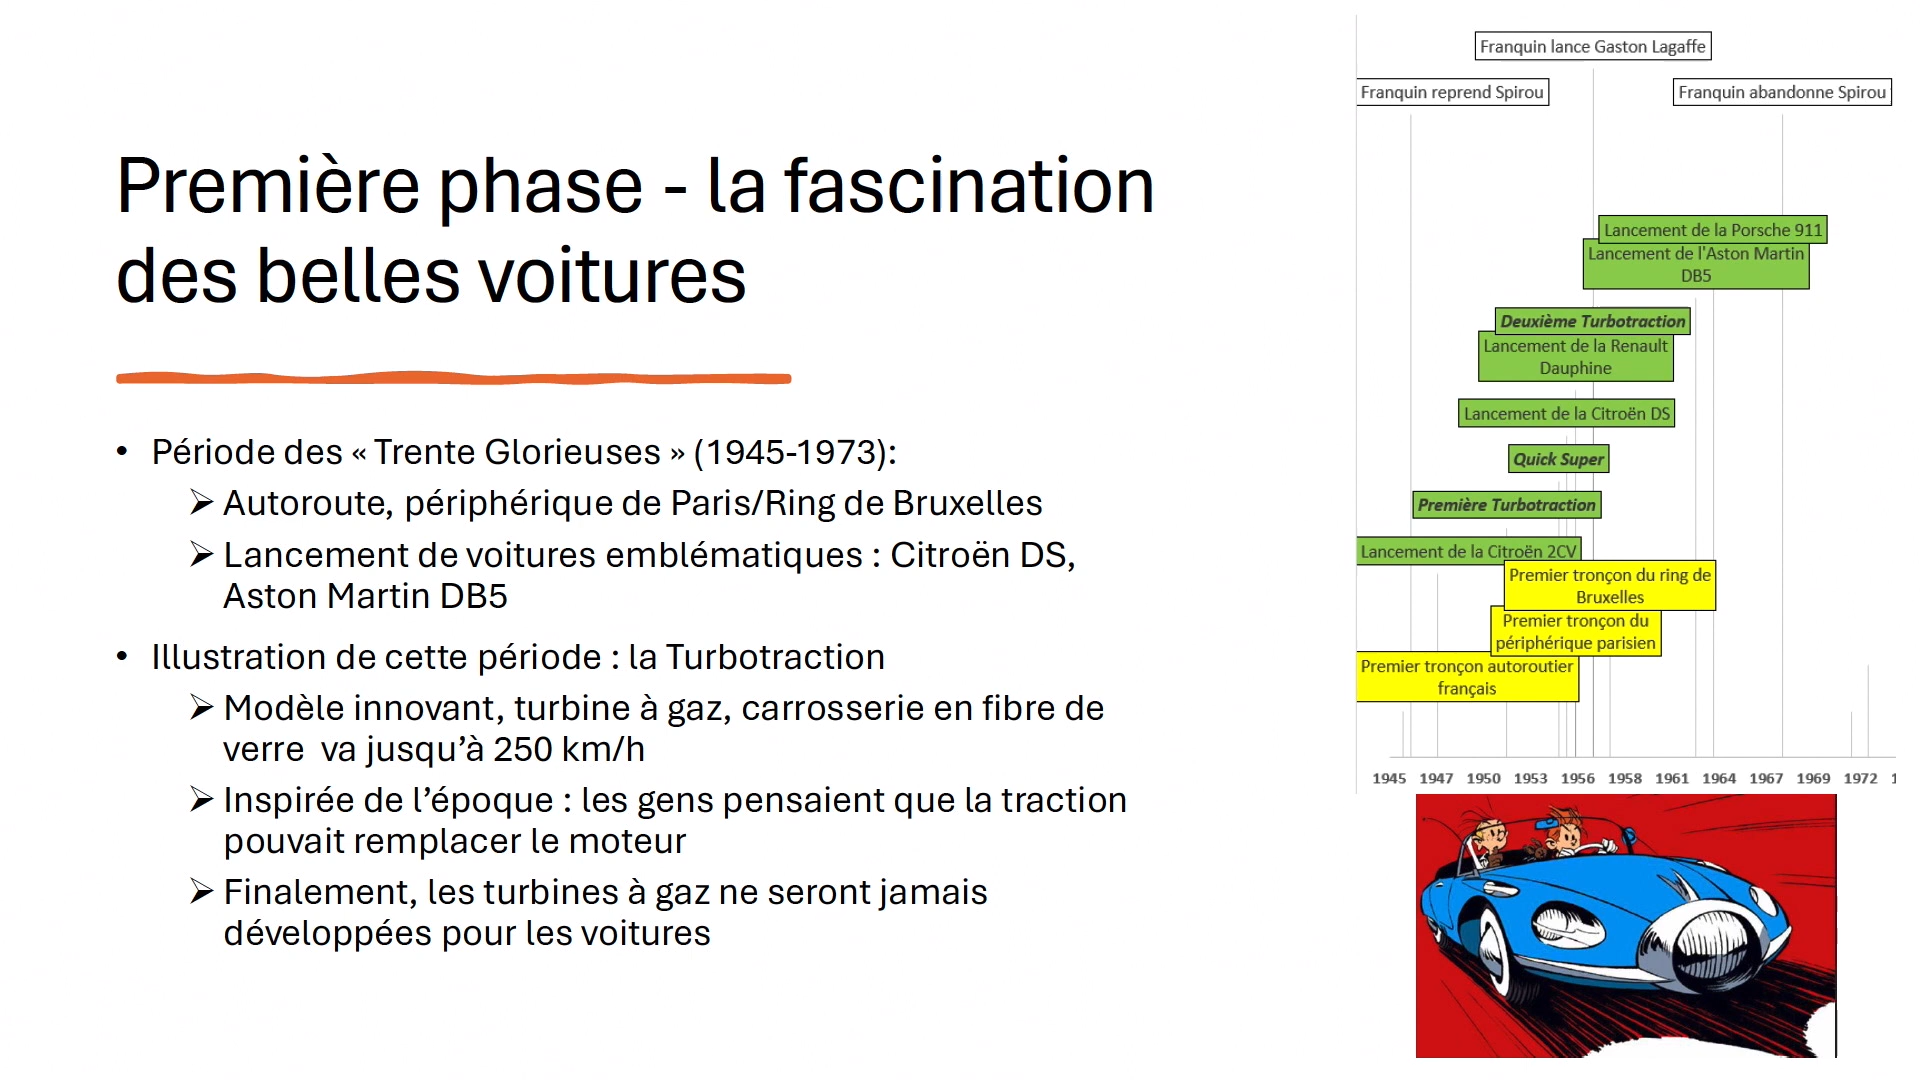 Première phase - la fascination
des belles voitures
• Période des « Trente Glorieuses » (1945-1973):
➢ Autoroute, périphérique de Paris/Ring de Bruxelles
➢ Lancement de voitures emblématiques : Citroën DS,
Aston Martin DB5
• Illustration de cette période : la Turbotraction
➢ Modèle innovant, turbine à gaz, carrosserie en fibre de
verre  va jusqu’à 250 km/h
➢ Inspirée de l’époque : les gens pensaient que la traction
pouvait remplacer le moteur
➢ Finalement, les turbines à gaz ne seront jamais
développées pour les voitures
Franquin lance Gaston Lagaffe
Franquin reprend Spirou
Franquin abandonne Spirou
Lancement de la Porsche 911
Lancement de l'Aston Martin
DB5
Deuxième Turbotraction
Lancement de la Renault
Dauphine
Lancement de la Citroën DS
Quick Super
Première Turbotraction
Lancement de la Citroën 2CV
Premier tronçon du ring de
Bruxelles
Premier tronçon du
périphérique parisien
Premier tronçon autoroutier
français
1945 1947 1950 1953 1956 1958 1961 1964 1967 1969 1972 1